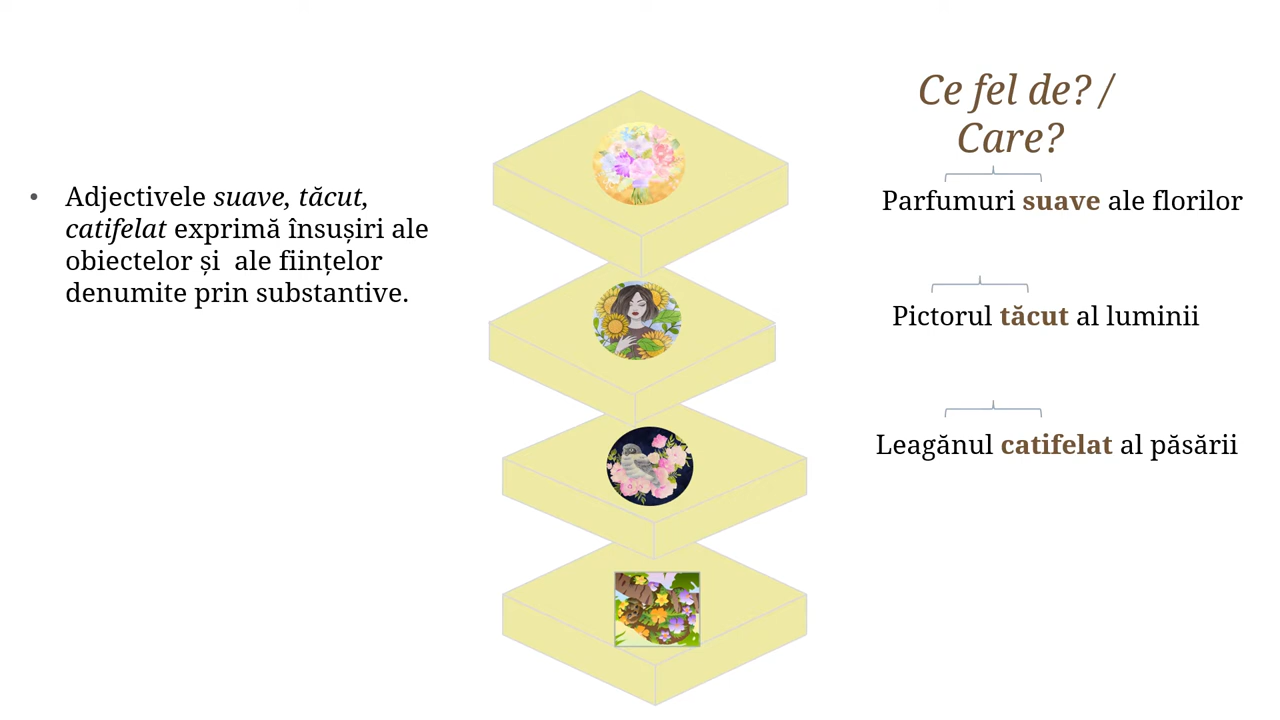 • Adjectivele suave, tăcut,
catifelat exprimă însușiri ale
obiectelor și  ale ființelor
denumite prin substantive.
Ce fel de? /
Care?
Parfumuri suave ale florilor
Pictorul tăcut al luminii
Leagănul catifelat al păsării